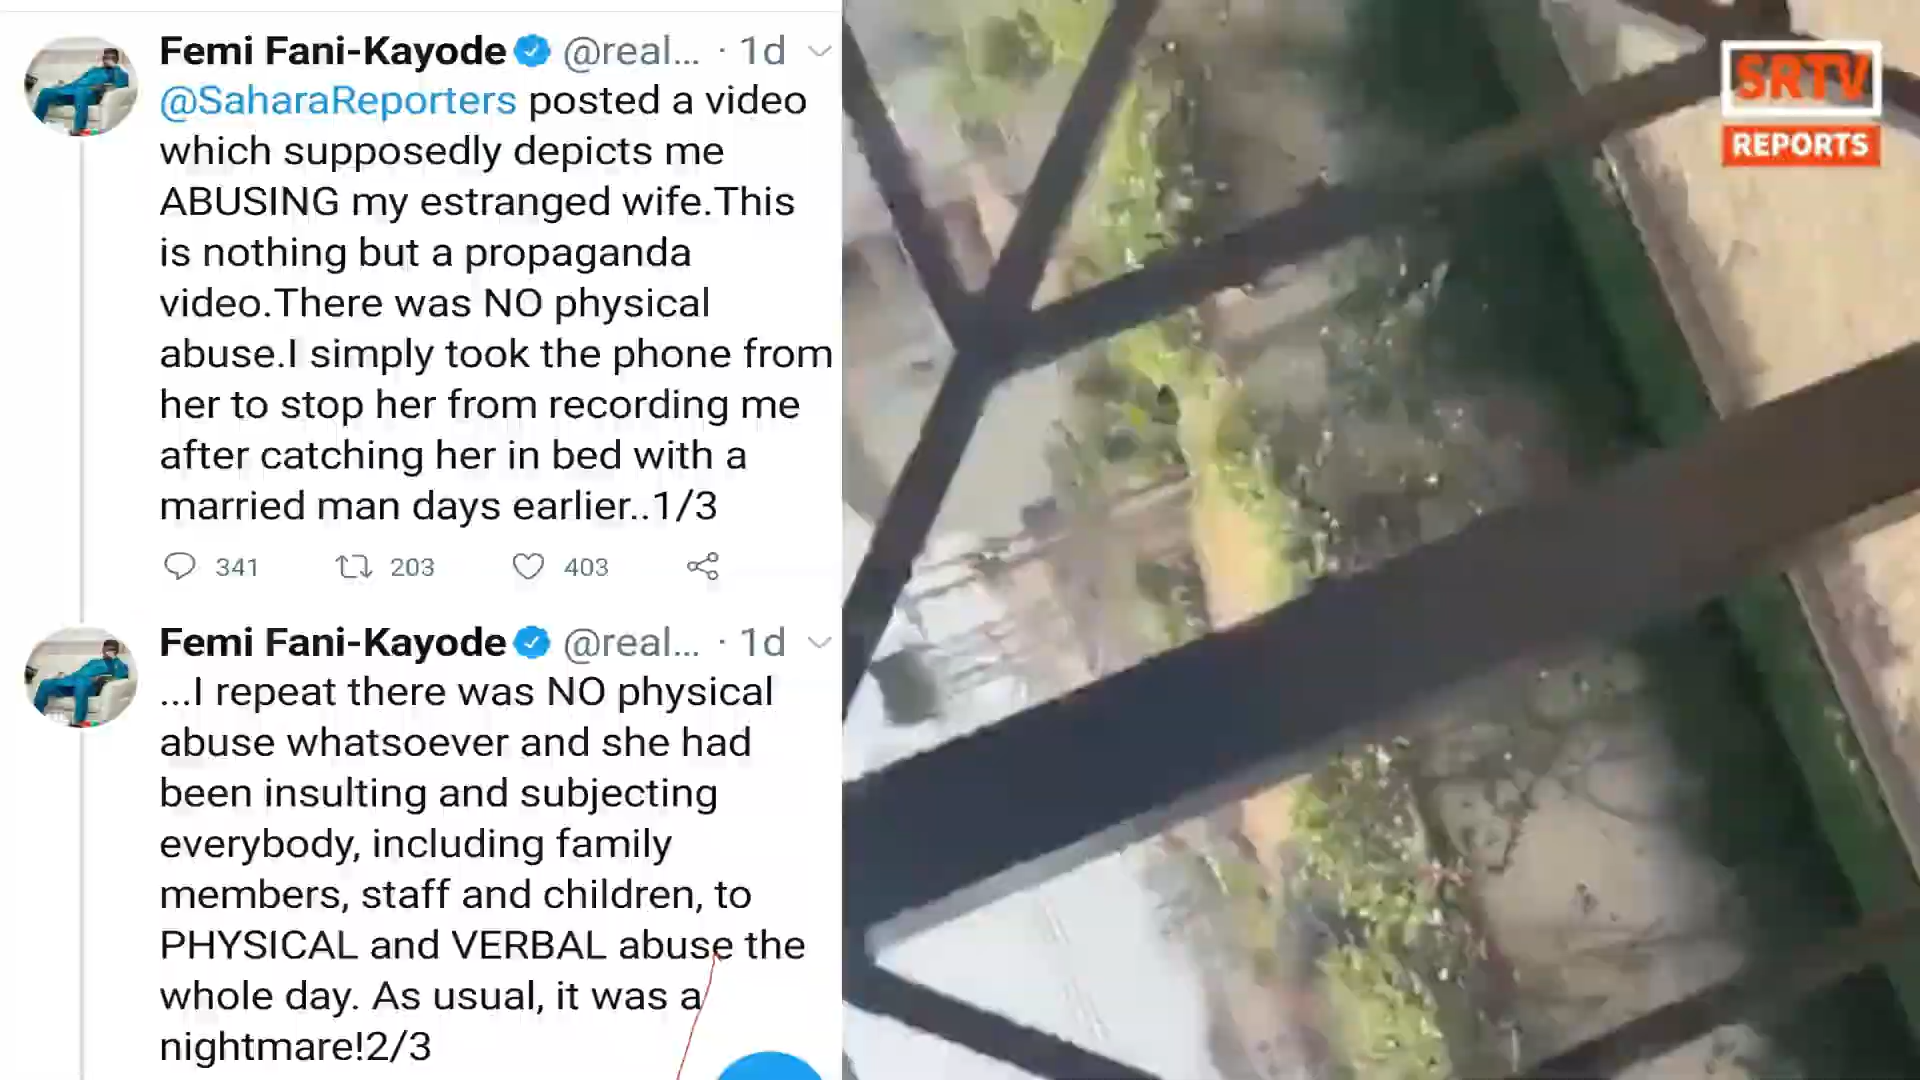 Femi Fani-Kayode @real... · 1d
@SaharaReporters posted a video
which supposedly depicts me
ABUSING my estranged wife.This
is nothing but a propaganda
video.There was NO physical
abuse.I simply took the phone from
her to stop her from recording me
after catching her in bed with a
married man days earlier..1/3
341 203 403
Femi Fani-Kayode @real... · 1d
...I repeat there was NO physical
abuse whatsoever and she had
been insulting and subjecting
everybody, including family
members, staff and children, to
PHYSICAL and VERBAL abuse the
whole day. As usual, it was a
nightmare!2/3
SRTV
REPORTS